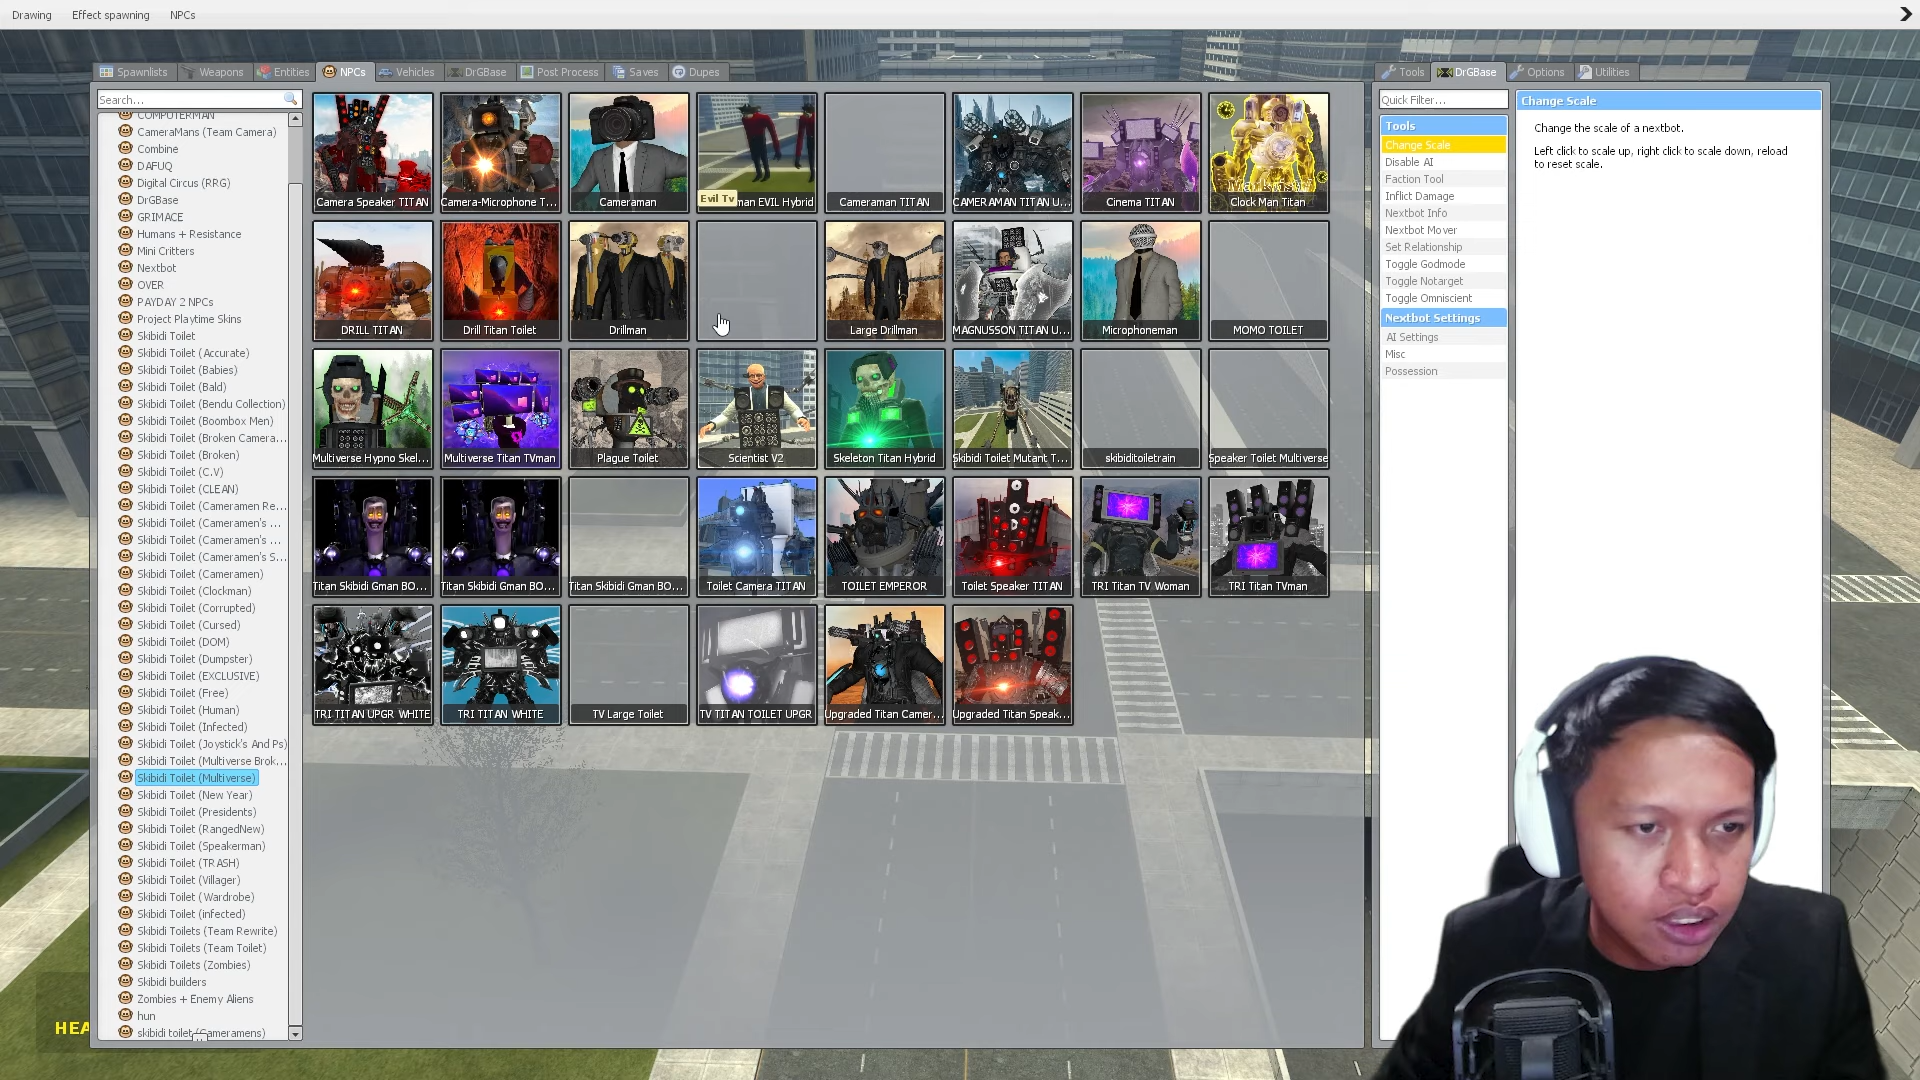 Drawing Effect spawning NPCs
Spawnlists Weapons Entities NPCs Vehicles DrGBase Post Process Saves Dupes
Search...
COMPUTERMAN
CameraMans (Team Camera)
Combine
DAFUQ
Digital Circus (RRG)
DrGBase
GRIMACE
Humans + Resistance
Mini Critters
Nextbot
OVER
PAYDAY 2 NPCs
Project Playtime Skins
Skibidi Toilet
Skibidi Toilet (Accurate)
Skibidi Toilet (Babies)
Skibidi Toilet (Bald)
Skibidi Toilet (Bendu Collection)
Skibidi Toilet (Boombox Men)
Skibidi Toilet (Broken Camera...
Skibidi Toilet (Broken)
Skibidi Toilet (C.V)
Skibidi Toilet (CLEAN)
Skibidi Toilet (Cameramen Re...
Skibidi Toilet (Cameramen's ...
Skibidi Toilet (Cameramen's ...
Skibidi Toilet (Cameramen's S...
Skibidi Toilet (Cameramen)
Skibidi Toilet (Clockman)
Skibidi Toilet (Corrupted)
Skibidi Toilet (Cursed)
Skibidi Toilet (DOM)
Skibidi Toilet (Dumpster)
Skibidi Toilet (EXCLUSIVE)
Skibidi Toilet (Free)
Skibidi Toilet (Human)
Skibidi Toilet (Infected)
Skibidi Toilet (Joystick's And Ps)
Skibidi Toilet (Multiverse Brok...
Skibidi Toilet (Multiverse)
Skibidi Toilet (New Year)
Skibidi Toilet (Presidents)
Skibidi Toilet (RangedNew)
Skibidi Toilet (Speakerman)
Skibidi Toilet (TRASH)
Skibidi Toilet (Villager)
Skibidi Toilet (Wardrobe)
Skibidi Toilet (infected)
Skibidi Toilets (Team Rewrite)
Skibidi Toilets (Team Toilet)
Skibidi Toilets (Zombies)
Skibidi builders
Zombies + Enemy Aliens
hun
skibidi toilet (Cameramens)
HEA
Camera Speaker TITAN Camera-Microphone T... Cameraman Evil Tv man EVIL Hybrid Cameraman TITAN CAMERAMAN TITAN U... Cinema TITAN Clock Man Titan
DRILL TITAN Drill Titan Toilet Drillman Large Drillman MAGNUSSON TITAN U... Microphoneman MOMO TOILET
Multiverse Hypno Skel... Multiverse Titan TVman Plague Toilet Scientist V2 Skeleton Titan Hybrid Skibidi Toilet Mutant T... skibiditoiletrain Speaker Toilet Multiverse
Titan Skibidi Gman BO... Titan Skibidi Gman BO... Titan Skibidi Gman BO... Toilet Camera TITAN TOILET EMPEROR Toilet Speaker TITAN TRI Titan TV Woman TRI Titan TVman
TRI TITAN UPGR WHITE TRI TITAN WHITE TV Large Toilet TV TITAN TOILET UPGR Upgraded Titan Camer... Upgraded Titan Speak...
Tools DrGBase Options Utilities
Quick Filter...
Tools
Change Scale
Disable AI
Faction Tool
Inflict Damage
Nextbot Info
Nextbot Mover
Set Relationship
Toggle Godmode
Toggle Notarget
Toggle Omniscient
Nextbot Settings
AI Settings
Misc
Possession
Change Scale
Change the scale of a nextbot.
Left click to scale up, right click to scale down, reload
to reset scale.